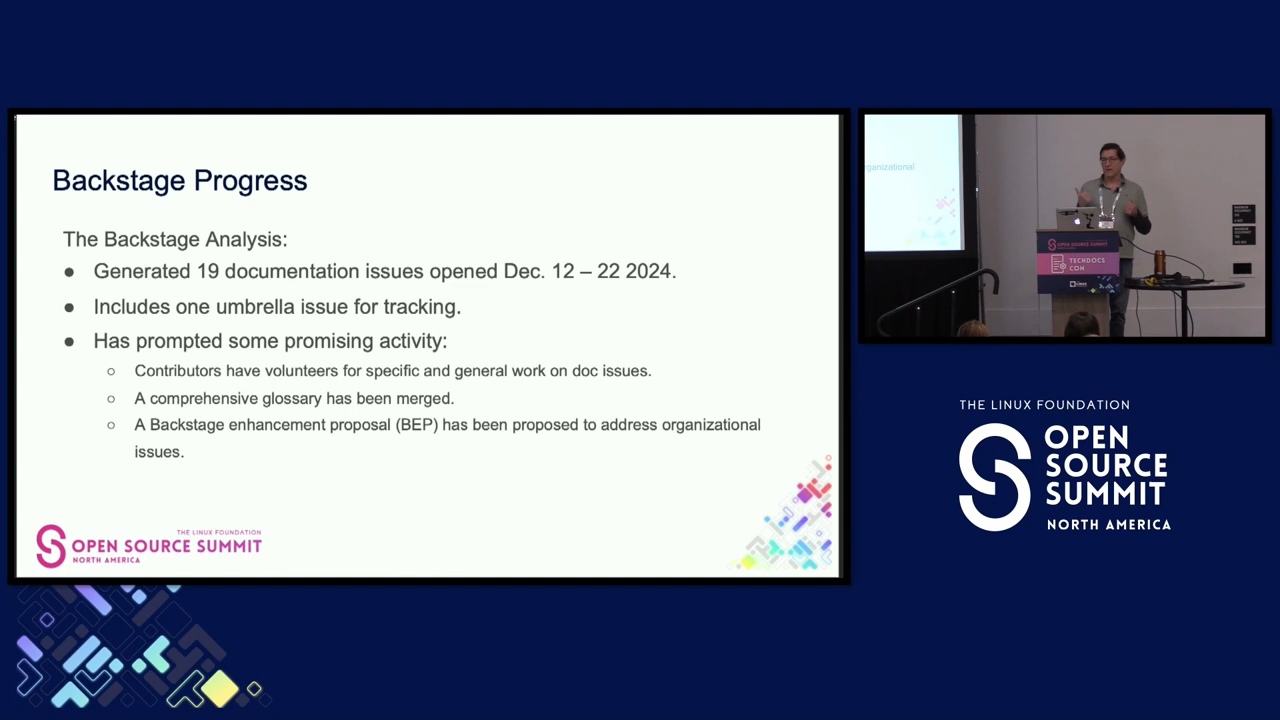 Backstage Progress
The Backstage Analysis:
● Generated 19 documentation issues opened Dec. 12 – 22 2024.
● Includes one umbrella issue for tracking.
● Has prompted some promising activity:
○ Contributors have volunteers for specific and general work on doc issues.
○ A comprehensive glossary has been merged.
○ A Backstage enhancement proposal (BEP) has been proposed to address organizational
issues.
THE LINUX FOUNDATION
OPEN SOURCE SUMMIT
NORTH AMERICA
ganizational
OPEN SOURCE SUMMIT
TECHDOCS
CON
THE LINUX FOUNDATION
OPEN
SOURCE
SUMMIT
NORTH AMERICA